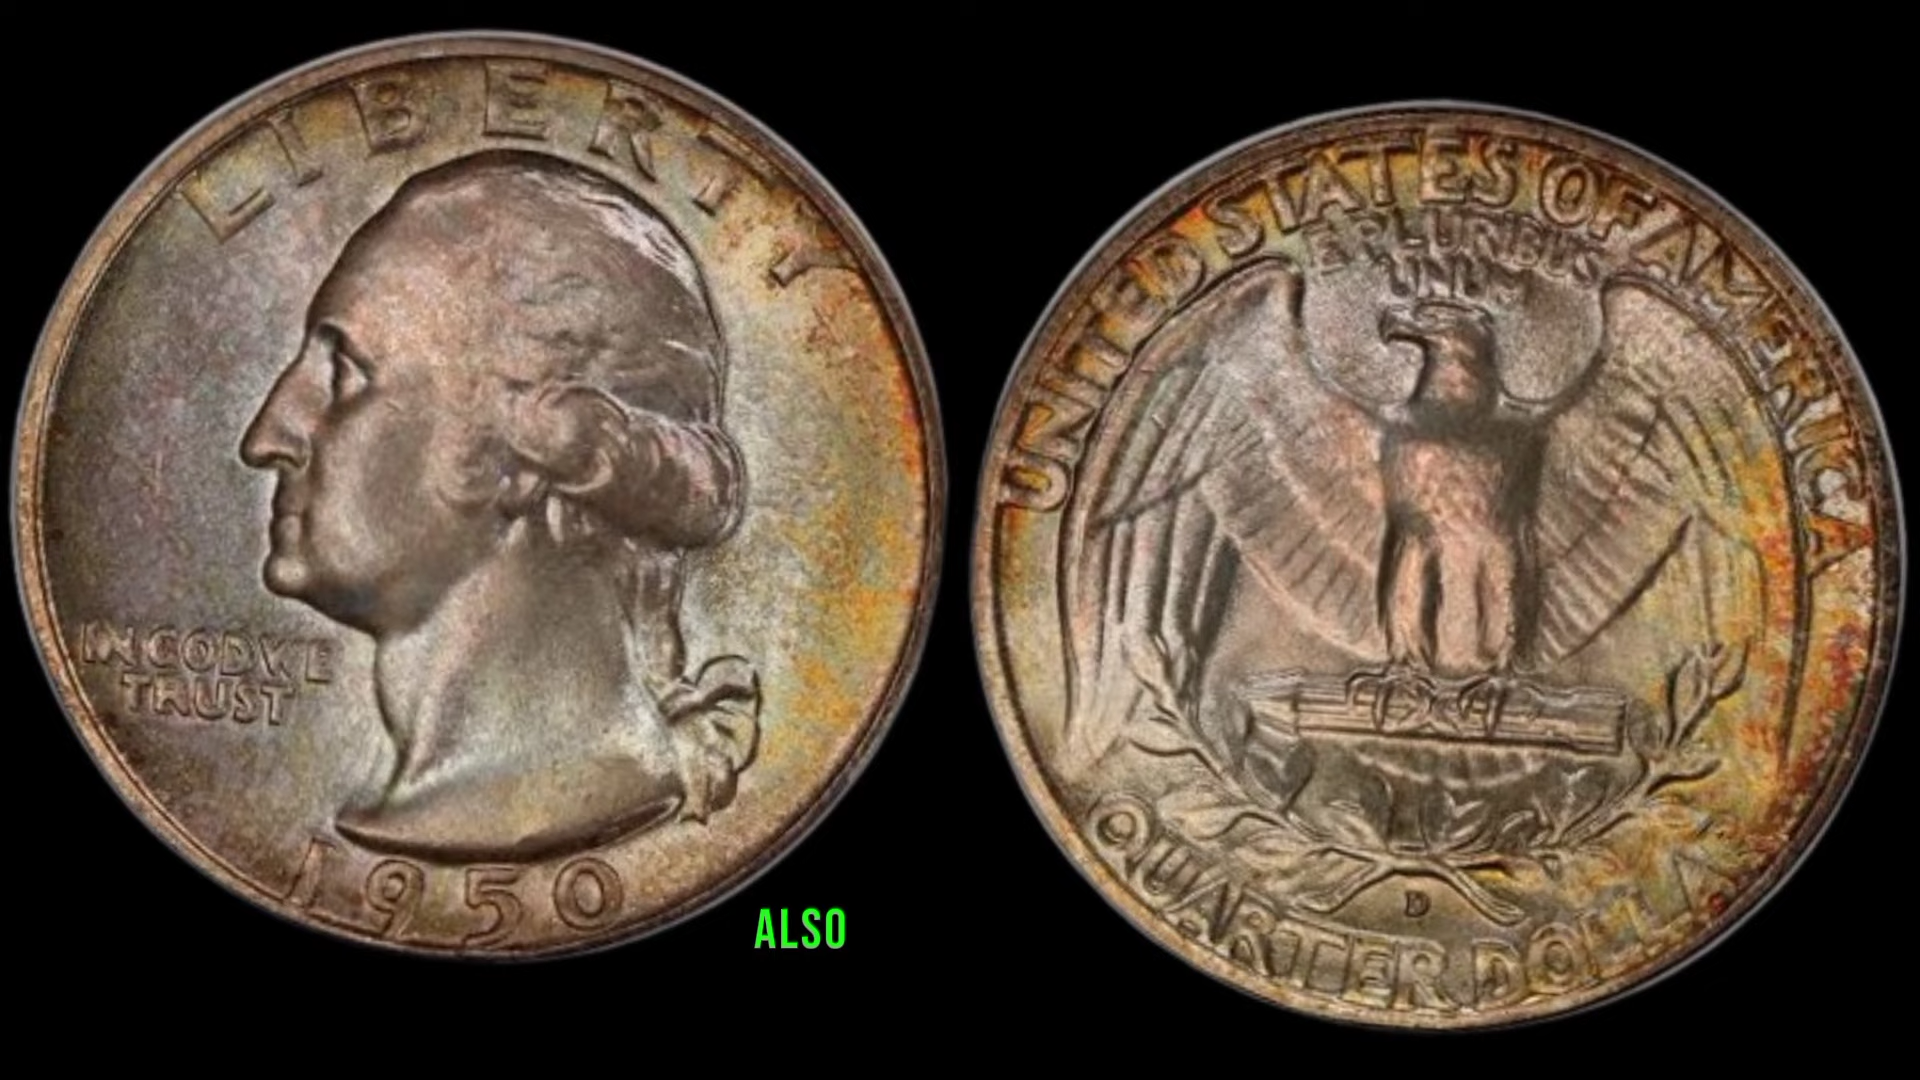 LIBERTY
IN GOD WE
TRUST
1950
ALSO
UNITED STATES OF AMERICA
E PLURIBUS
UNUM
D
QUARTER DOLLAR